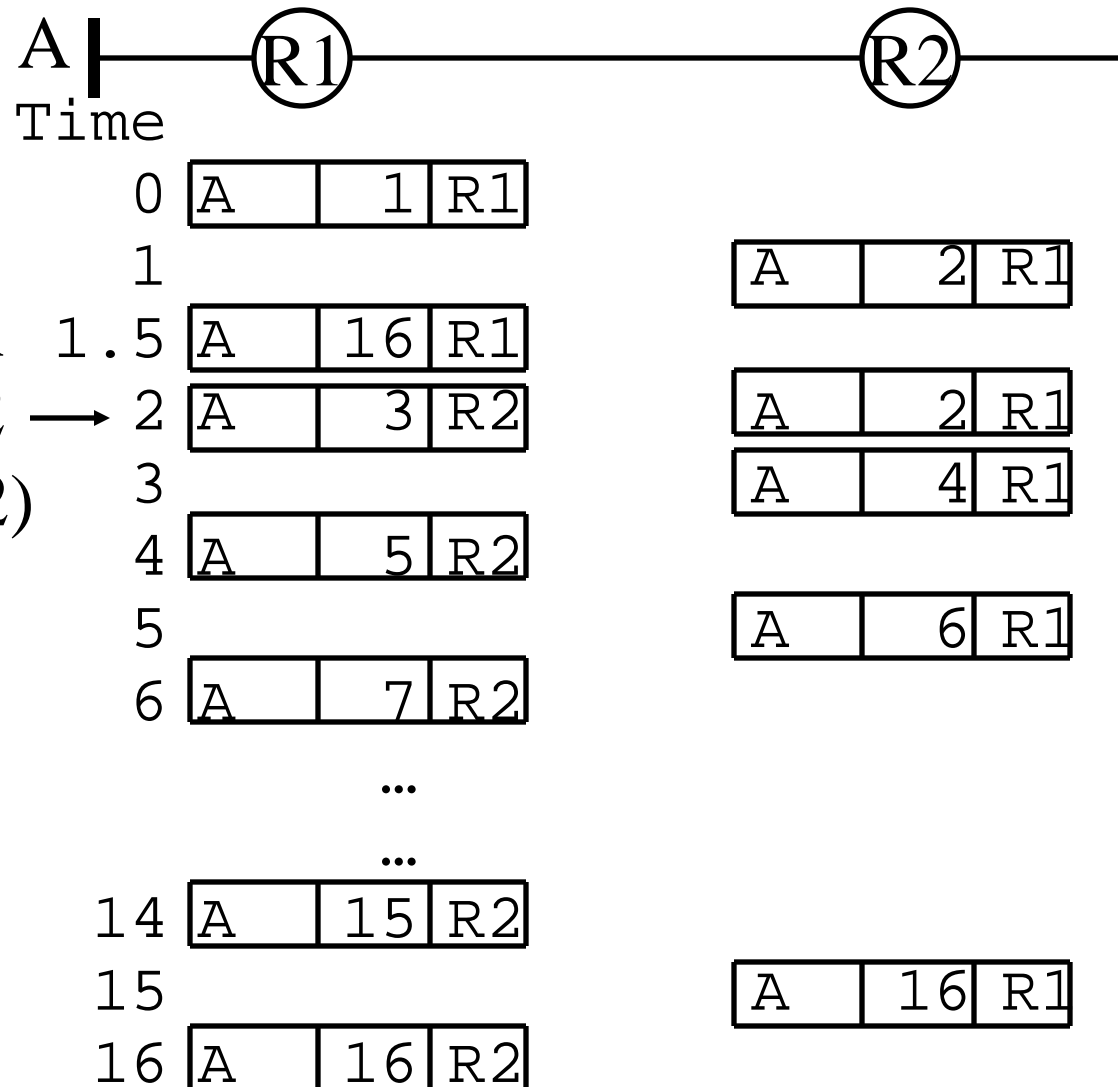 A R1 R2
Time
0 A 1 R1
1 A 2 R1
1.5 A 16 R1
2 A 3 R2 A 2 R1
2)
3 A 4 R1
4 A 5 R2
5 A 6 R1
6 A 7 R2
...
...
14 A 15 R2
15 A 16 R1
16 A 16 R2